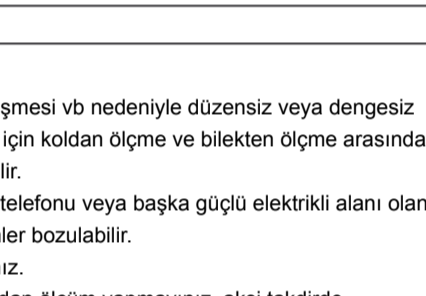 şmesi vb nedeniyle düzensiz veya dengesiz
için koldan ölçme ve bilekten ölçme arasında
lir.
telefonu veya başka güçlü elektrikli alanı olan
ler bozulabilir.
ız.